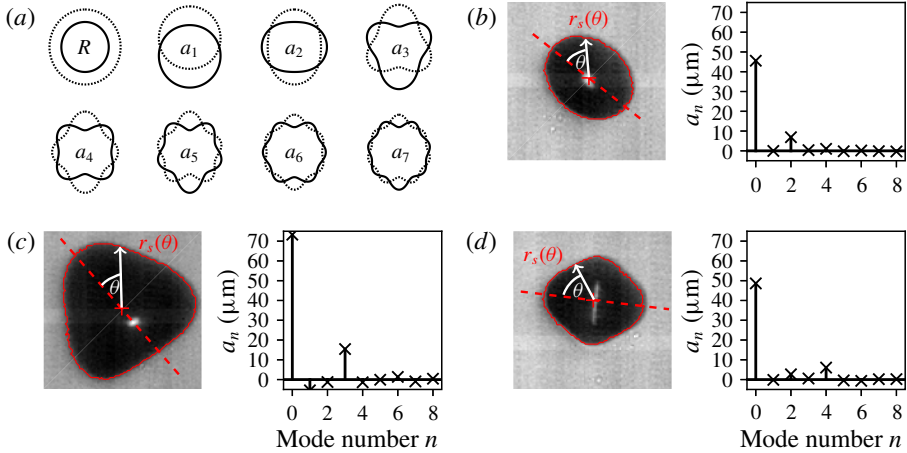 (a)
R
a1
a2
a3
a4
a5
a6
a7
(b)
rs(θ)
θ
an (μm)
70
60
50
40
30
20
10
0
0 2 4 6 8
(c)
rs(θ)
θ
an (μm)
70
60
50
40
30
20
10
0
0 2 4 6 8
Mode number n
(d)
rs(θ)
θ
an (μm)
70
60
50
40
30
20
10
0
0 2 4 6 8
Mode number n